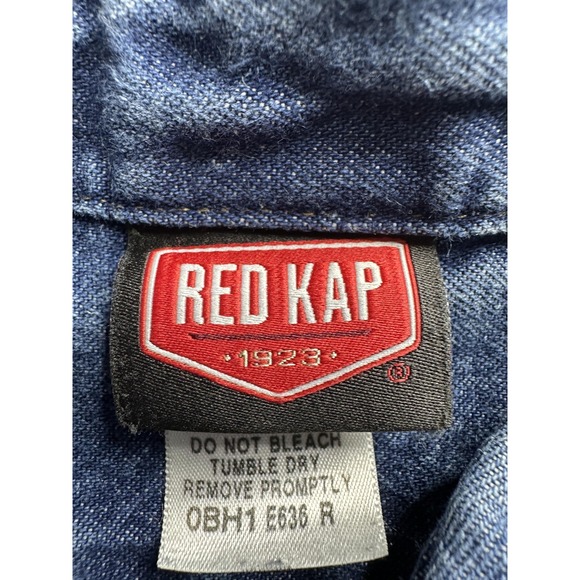 RED KAP
• 1923 •
®
DO NOT BLEACH
TUMBLE DRY
REMOVE PROMPTLY
0BH1 E636 R